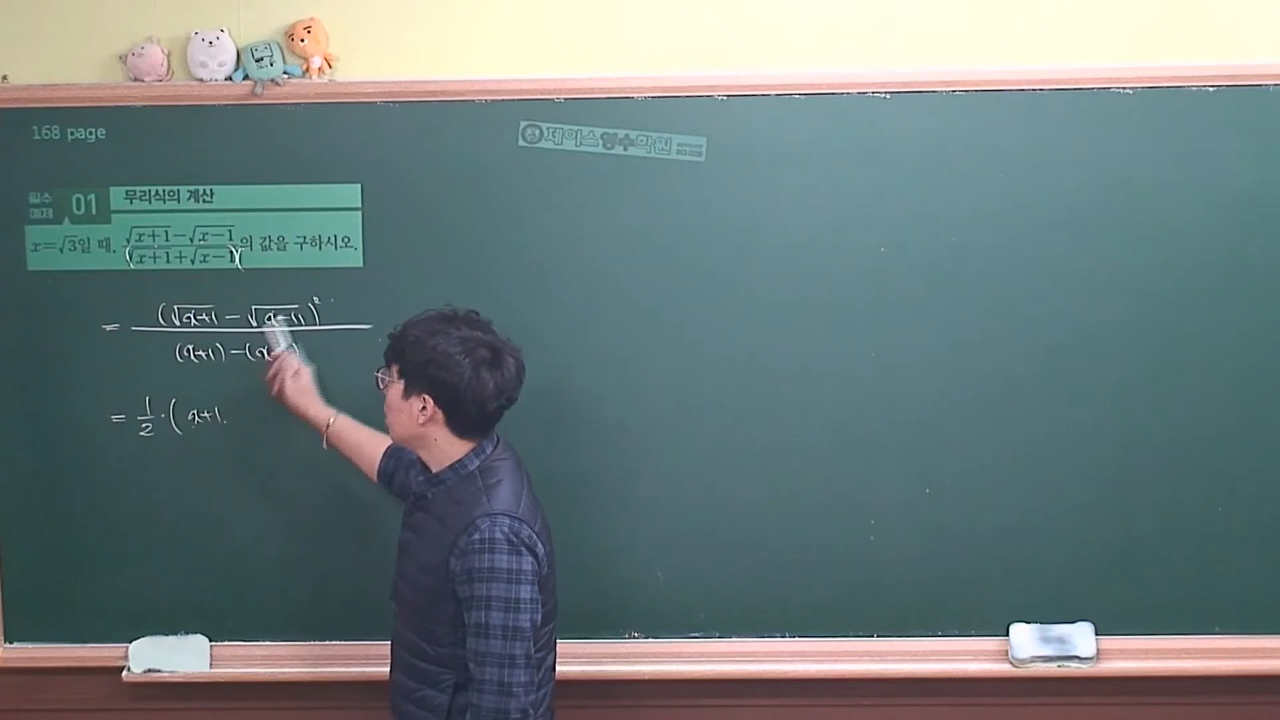 168 page
제이스영수학원
필수 예제 01 무리식의 계산
x=√3일 때, (√x+1−√x−1)/(√x+1+√x−1)의 값을 구하시오.
= (√x+1 − √x−1)²
(x+1)−(x−
= 1/2 · ( x+1